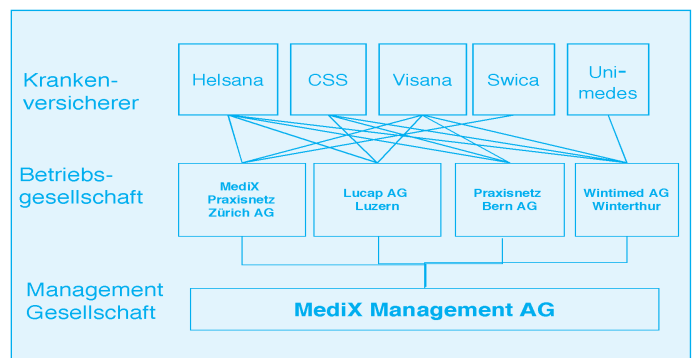 Kranken-
versicherer
Helsana
CSS
Visana
Swica
Uni-
medes
Betriebs-
gesellschaft
MediX
Praxisnetz
Zürich AG
Lucap AG
Luzern
Praxisnetz
Bern AG
Wintimed AG
Winterthur
Management
Gesellschaft
MediX Management AG